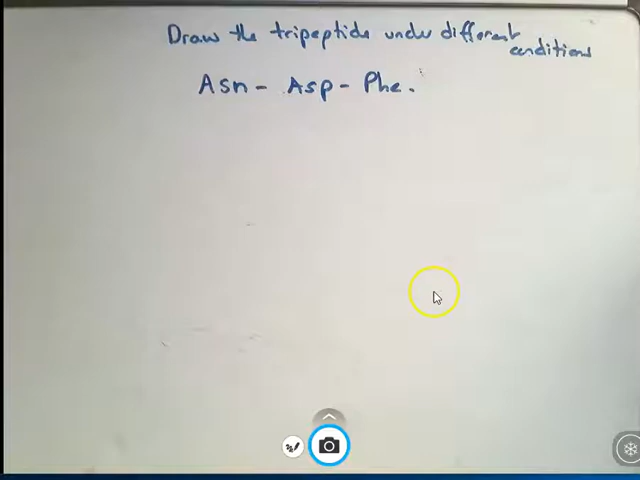 Draw the tripeptide under different
conditions
Asn - Asp - Phe.